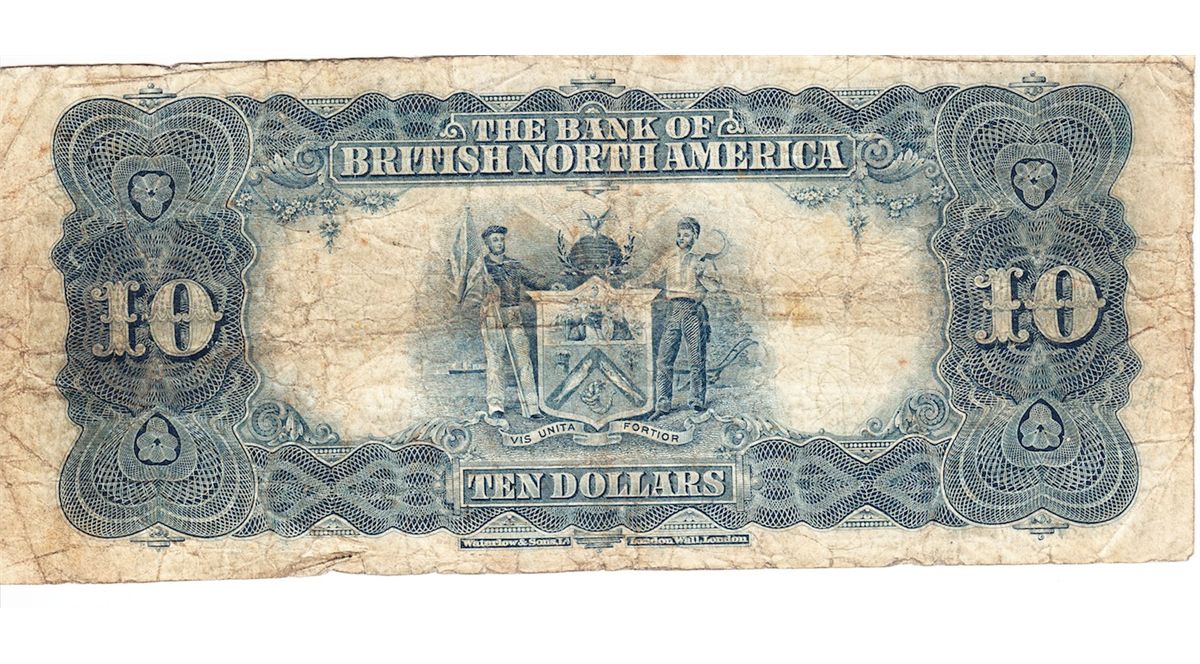 THE BANK OF
BRITISH NORTH AMERICA
10 10
VIS UNITA FORTIOR
TEN DOLLARS
Waterlow & Sons, Ld London Wall, London